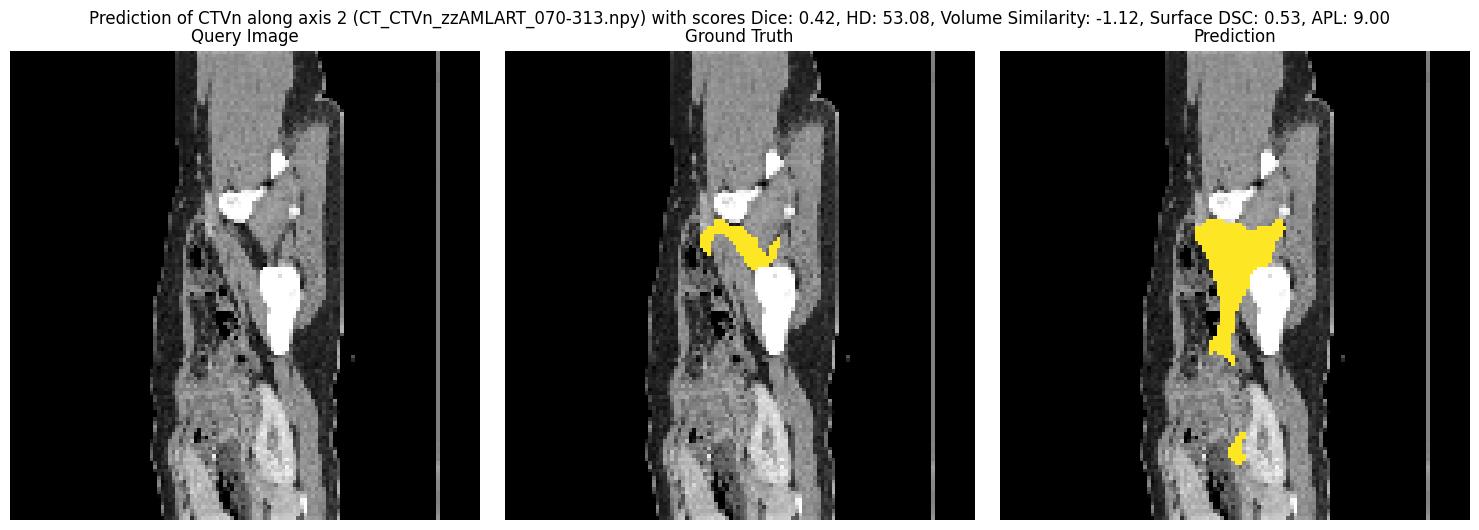 Prediction of CTVn along axis 2 (CT_CTVn_zzAMLART_070-313.npy) with scores Dice: 0.42, HD: 53.08, Volume Similarity: -1.12, Surface DSC: 0.53, APL: 9.00
Query Image
Ground Truth
Prediction